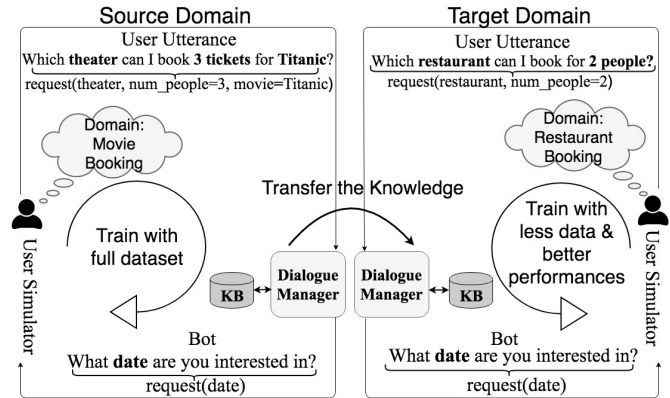 Source Domain
User Utterance
Which theater can I book 3 tickets for Titanic?
request(theater, num_people=3, movie=Titanic)
Domain:
Movie
Booking
User Simulator
Train with
full dataset
KB
Dialogue
Manager
Bot
What date are you interested in?
request(date)
Transfer the Knowledge
Target Domain
User Utterance
Which restaurant can I book for 2 people?
request(restaurant, num_people=2)
Domain:
Restaurant
Booking
User Simulator
Train with
less data &
better
performances
Dialogue
Manager
KB
Bot
What date are you interested in?
request(date)